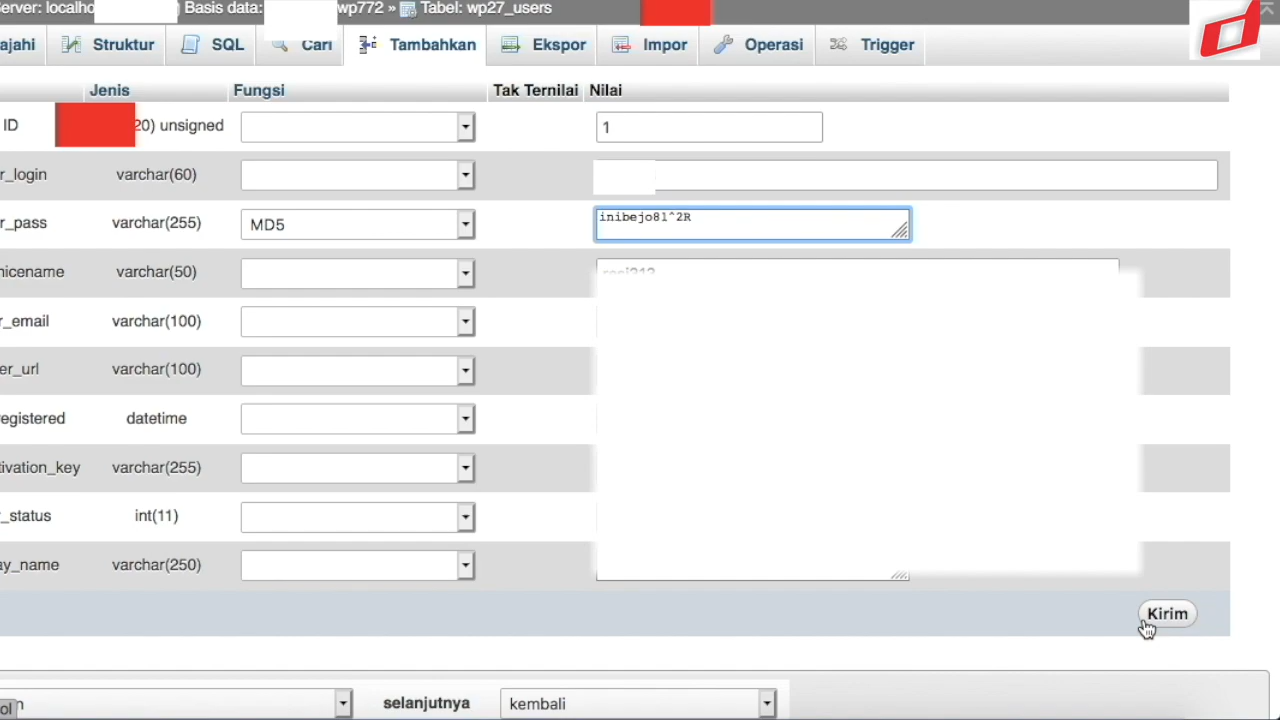 Server: localho Basis data: wp772 » Tabel: wp27_users
ajahi Struktur SQL Cari Tambahkan Ekspor Impor Operasi Trigger
Jenis Fungsi Tak Ternilai Nilai
ID 20) unsigned 1
r_login varchar(60)
r_pass varchar(255) MD5 inibejo81^2R
nicename varchar(50)
r_email varchar(100)
er_url varchar(100)
registered datetime
tivation_key varchar(255)
_status int(11)
ay_name varchar(250)
Kirim
selanjutnya kembali